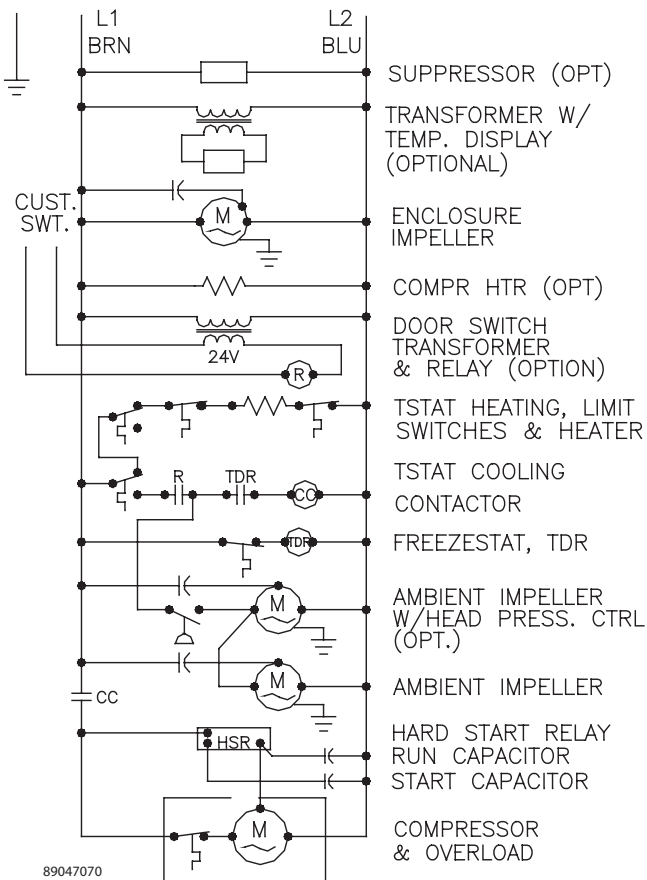 L1
L2
BRN
BLU
SUPPRESSOR (OPT)
TRANSFORMER W/
TEMP. DISPLAY
(OPTIONAL)
CUST.
SWT.
M
ENCLOSURE
IMPELLER
COMPR HTR (OPT)
DOOR SWITCH
TRANSFORMER
& RELAY (OPTION)
24V
R
TSTAT HEATING, LIMIT
SWITCHES & HEATER
TSTAT COOLING
R
TDR
CC
CONTACTOR
TDR
FREEZESTAT, TDR
M
AMBIENT IMPELLER
W/HEAD PRESS. CTRL
(OPT.)
M
AMBIENT IMPELLER
CC
HARD START RELAY
HSR
RUN CAPACITOR
START CAPACITOR
M
COMPRESSOR
& OVERLOAD
89047070